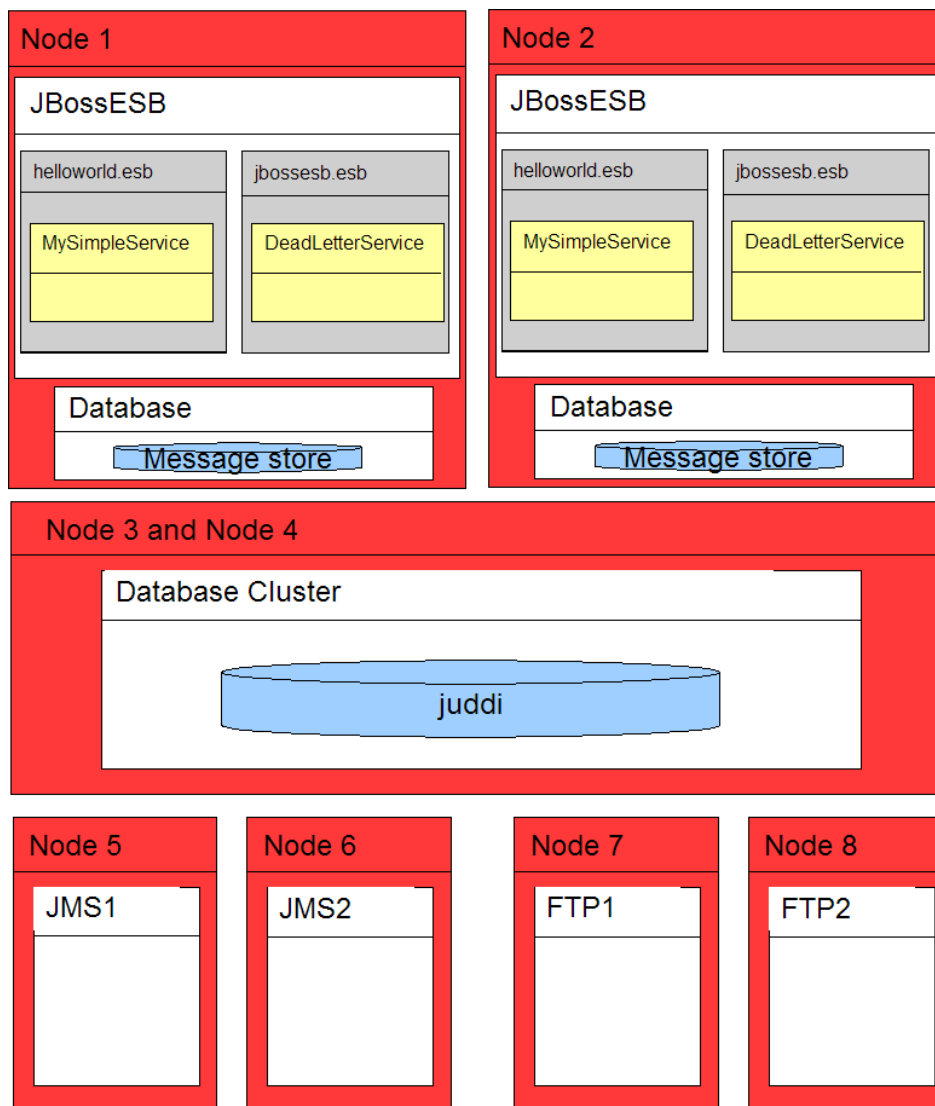 Node 1
JBossESB
helloworld.esb
jbossesb.esb
MySimpleService
DeadLetterService
Database
Message store
Node 2
JBossESB
helloworld.esb
jbossesb.esb
MySimpleService
DeadLetterService
Database
Message store
Node 3 and Node 4
Database Cluster
juddi
Node 5
JMS1
Node 6
JMS2
Node 7
FTP1
Node 8
FTP2